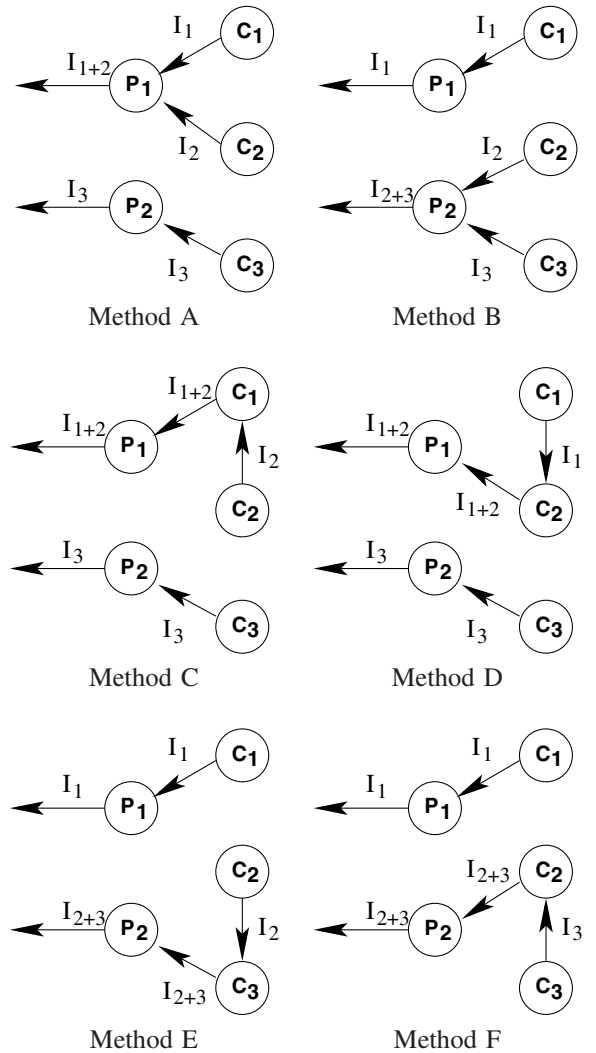 I1 C1
I1+2 P1
I2 C2
I3 P2
I3 C3
Method A
I1 C1
I1 P1
I2 C2
I2+3 P2
I3 C3
Method B
I1+2 C1
I1+2 P1
I2
C2
I3 P2
I3 C3
Method C
C1
I1+2 P1
I1
I1+2 C2
I3 P2
I3 C3
Method D
I1 C1
I1 P1
C2
I2+3 P2
I2
I2+3 C3
Method E
I1 C1
I1 P1
I2+3 C2
I2+3 P2
I3
C3
Method F